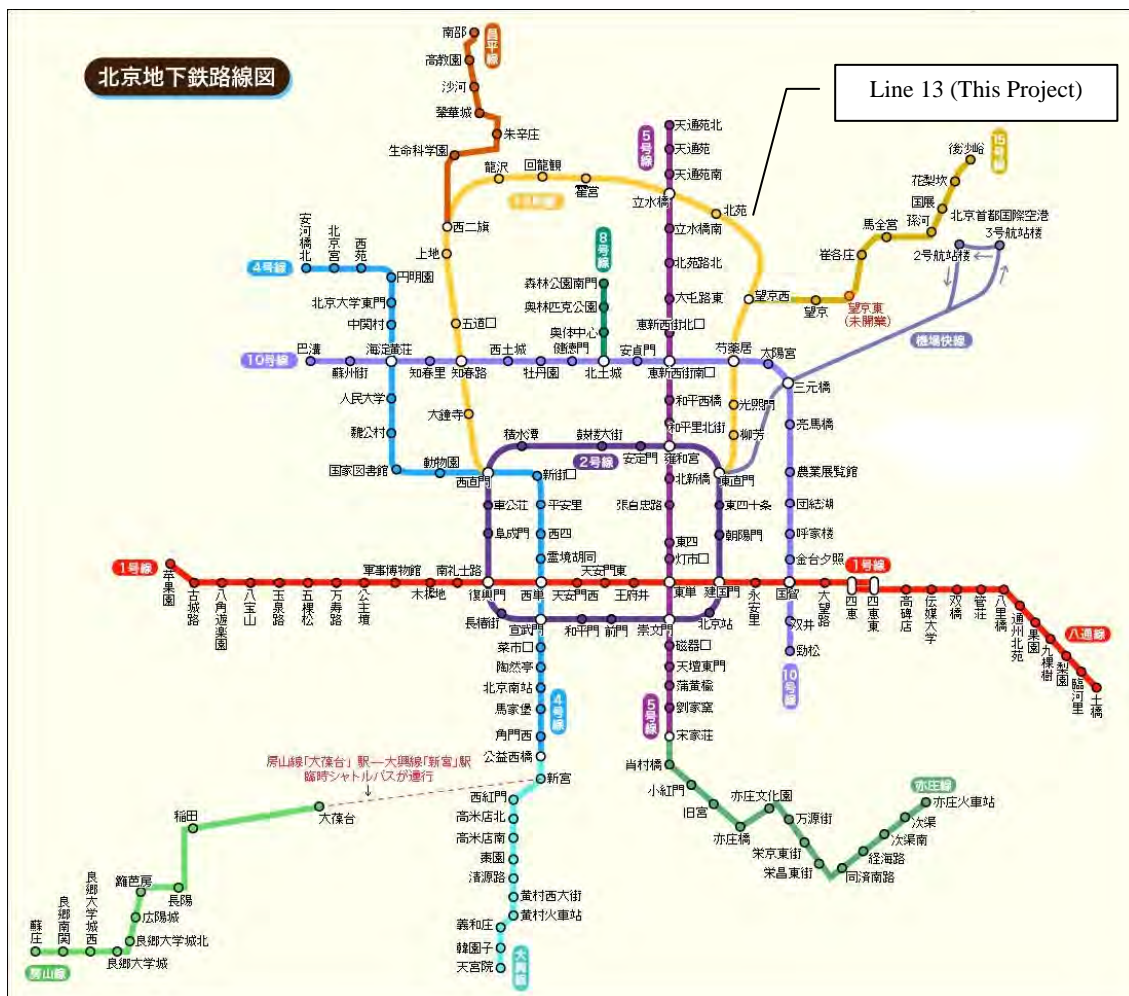 北京地下鉄路線図
Line 13 (This Project)
南邵
高教園
沙河
鞏華城
朱辛庄
生命科学園
昌平線
龍沢
回龍観
霍営
西二旗
上地
五道口
知春路
大鐘寺
5号線
天通苑北
天通苑
天通苑南
立水橋
北苑
立水橋南
北苑路北
六屯路東
恵新西街北口
恵新西街南口
和平西橋
和平里北街
雍和宮
北新橋
張自忠路
東四
灯市口
東単
崇文門
磁器口
天壇東門
蒲黄楡
劉家窯
宋家荘
5号線
15号線
後沙峪
花梨坎
国展
孫河
馬全営
崔各庄
望京東
(未開業)
望京
望京西
北京首都国際空港
3号航站楼
2号航站楼
機場快線
8号線
森林公園南門
奥林匹克公園
奥体中心
北土城
4号線
安河橋北
北京宮
西苑
円明園
北京大学東門
中関村
海淀黄荘
人民大学
魏公村
国家図書館
動物園
西直門
新街口
平安里
西四
霊境胡同
西単
宣武門
菜市口
陶然亭
北京南站
馬家堡
角門西
公益西橋
新宮
4号線
10号線
巴溝
蘇州街
知春里
西土城
牡丹園
健徳門
安貞門
芍薬居
太陽宮
三元橋
亮馬橋
農業展覧館
団結湖
呼家楼
金台夕照
国貿
双井
勁松
10号線
光熙門
柳芳
東直門
2号線
積水潭
鼓楼大街
安定門
東四十条
朝陽門
建国門
北京站
前門
和平門
長椿街
復興門
阜成門
車公荘
1号線
苹果園
古城路
八角遊楽園
八宝山
玉泉路
五棵松
万寿路
公主墳
軍事博物館
木樨地
南礼士路
天安門西
天安門東
王府井
永安里
大望路
1号線
四恵
四恵東
高碑店
伝媒大学
双橋
管荘
八里橋
通州北苑
果園
九棵樹
梨園
臨河里
土橋
八通線
房山線「大葆台」駅―大興線「新宮」駅
臨時シャトルバスが運行
大葆台
稲田
長陽
籬芭房
広陽城
良郷大学城北
良郷大学城
良郷大学城西
良郷南関
蘇庄
房山線
西紅門
高米店北
高米店南
棗園
清源路
黄村西大街
黄村火車站
義和庄
韓園子
天宮院
大興線
肖村橋
小紅門
旧宮
亦庄橋
亦庄文化園
万源街
栄京東街
栄昌東街
同済南路
経海路
次渠南
次渠
亦庄火車站
亦庄線